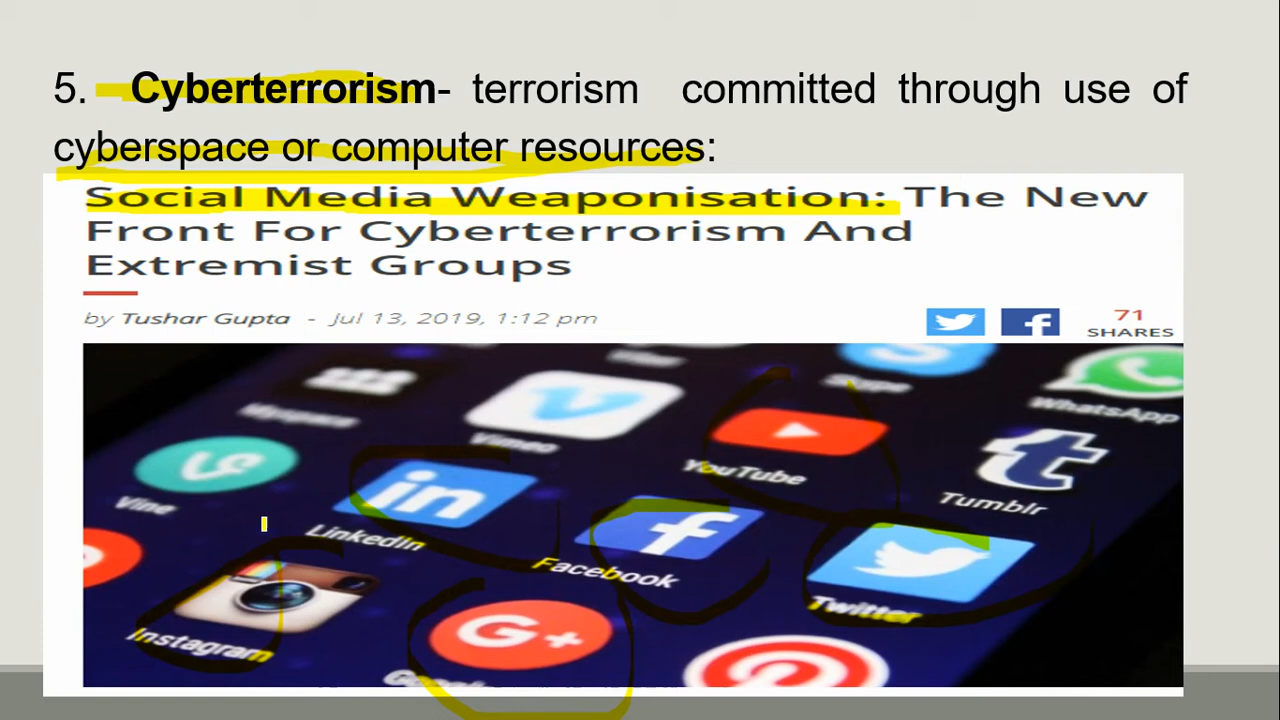 5. Cyberterrorism- terrorism committed through use of
cyberspace or computer resources:
Social Media Weaponisation: The New
Front For Cyberterrorism And
Extremist Groups
by Tushar Gupta - Jul 13, 2019, 1:12 pm
71
SHARES
Viber
Skype
WhatsApp
Myspace
Vimeo
YouTube
Tumblr
Vine
LinkedIn
Facebook
Twitter
Instagram
G+